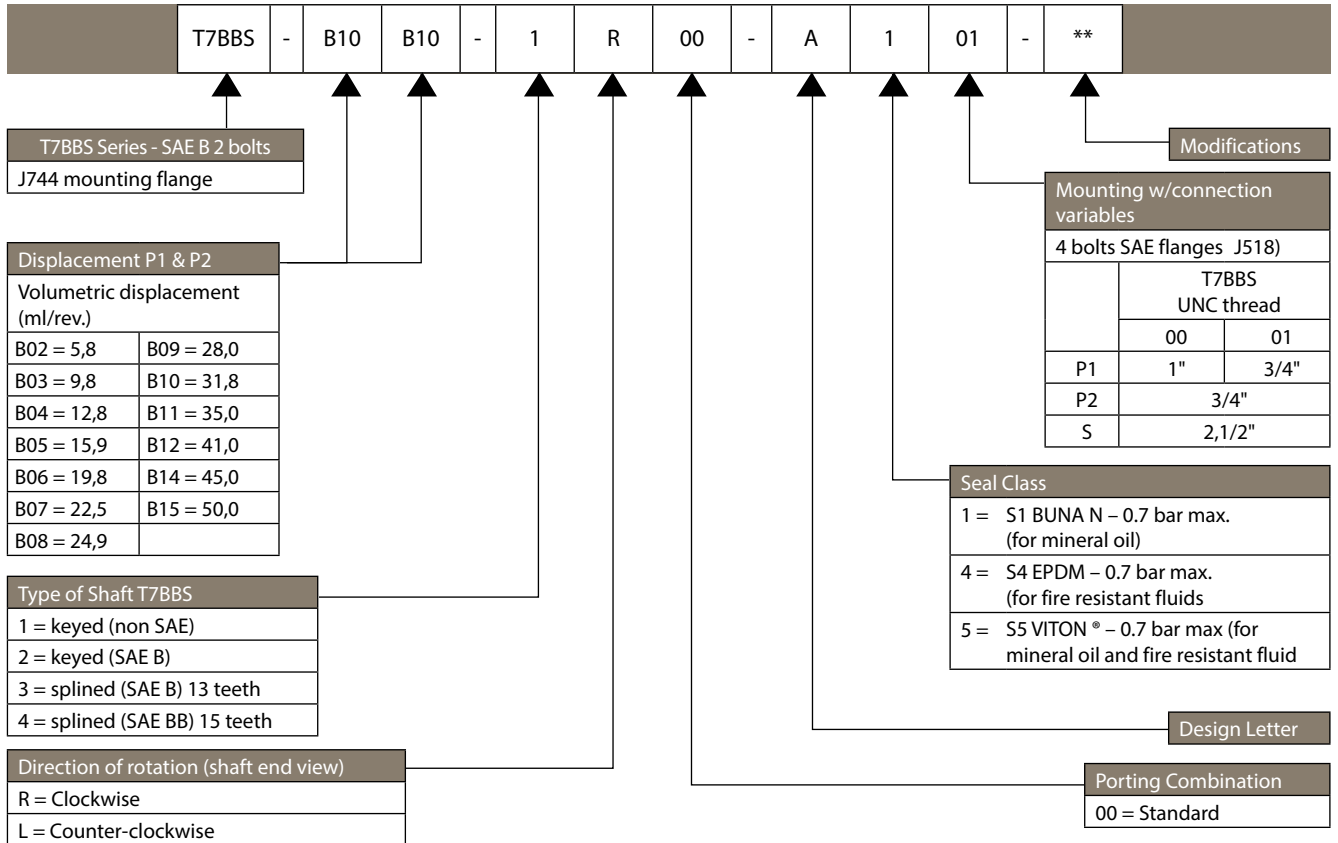 T7BBS - B10 B10 - 1 R 00 - A 1 01 - **
T7BBS Series - SAE B 2 bolts
J744 mounting flange
Displacement P1 & P2
Volumetric displacement
(ml/rev.)
B02 = 5,8 B09 = 28,0
B03 = 9,8 B10 = 31,8
B04 = 12,8 B11 = 35,0
B05 = 15,9 B12 = 41,0
B06 = 19,8 B14 = 45,0
B07 = 22,5 B15 = 50,0
B08 = 24,9
Type of Shaft T7BBS
1 = keyed (non SAE)
2 = keyed (SAE B)
3 = splined (SAE B) 13 teeth
4 = splined (SAE BB) 15 teeth
Direction of rotation (shaft end view)
R = Clockwise
L = Counter-clockwise
Modifications
Mounting w/connection
variables
4 bolts SAE flanges J518)
T7BBS
UNC thread
00 01
P1 1" 3/4"
P2 3/4"
S 2,1/2"
Seal Class
1 = S1 BUNA N – 0.7 bar max.
(for mineral oil)
4 = S4 EPDM – 0.7 bar max.
(for fire resistant fluids
5 = S5 VITON ® – 0.7 bar max (for
mineral oil and fire resistant fluid
Design Letter
Porting Combination
00 = Standard